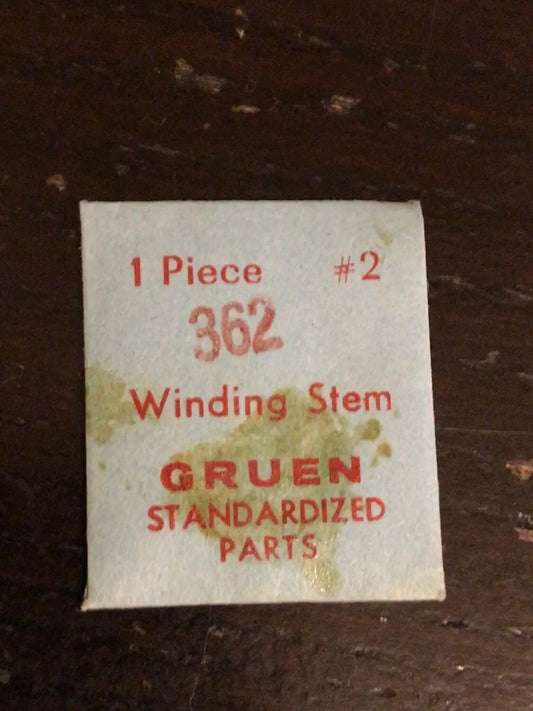 1 Piece #2
362
Winding Stem
GRUEN
STANDARDIZED
PARTS